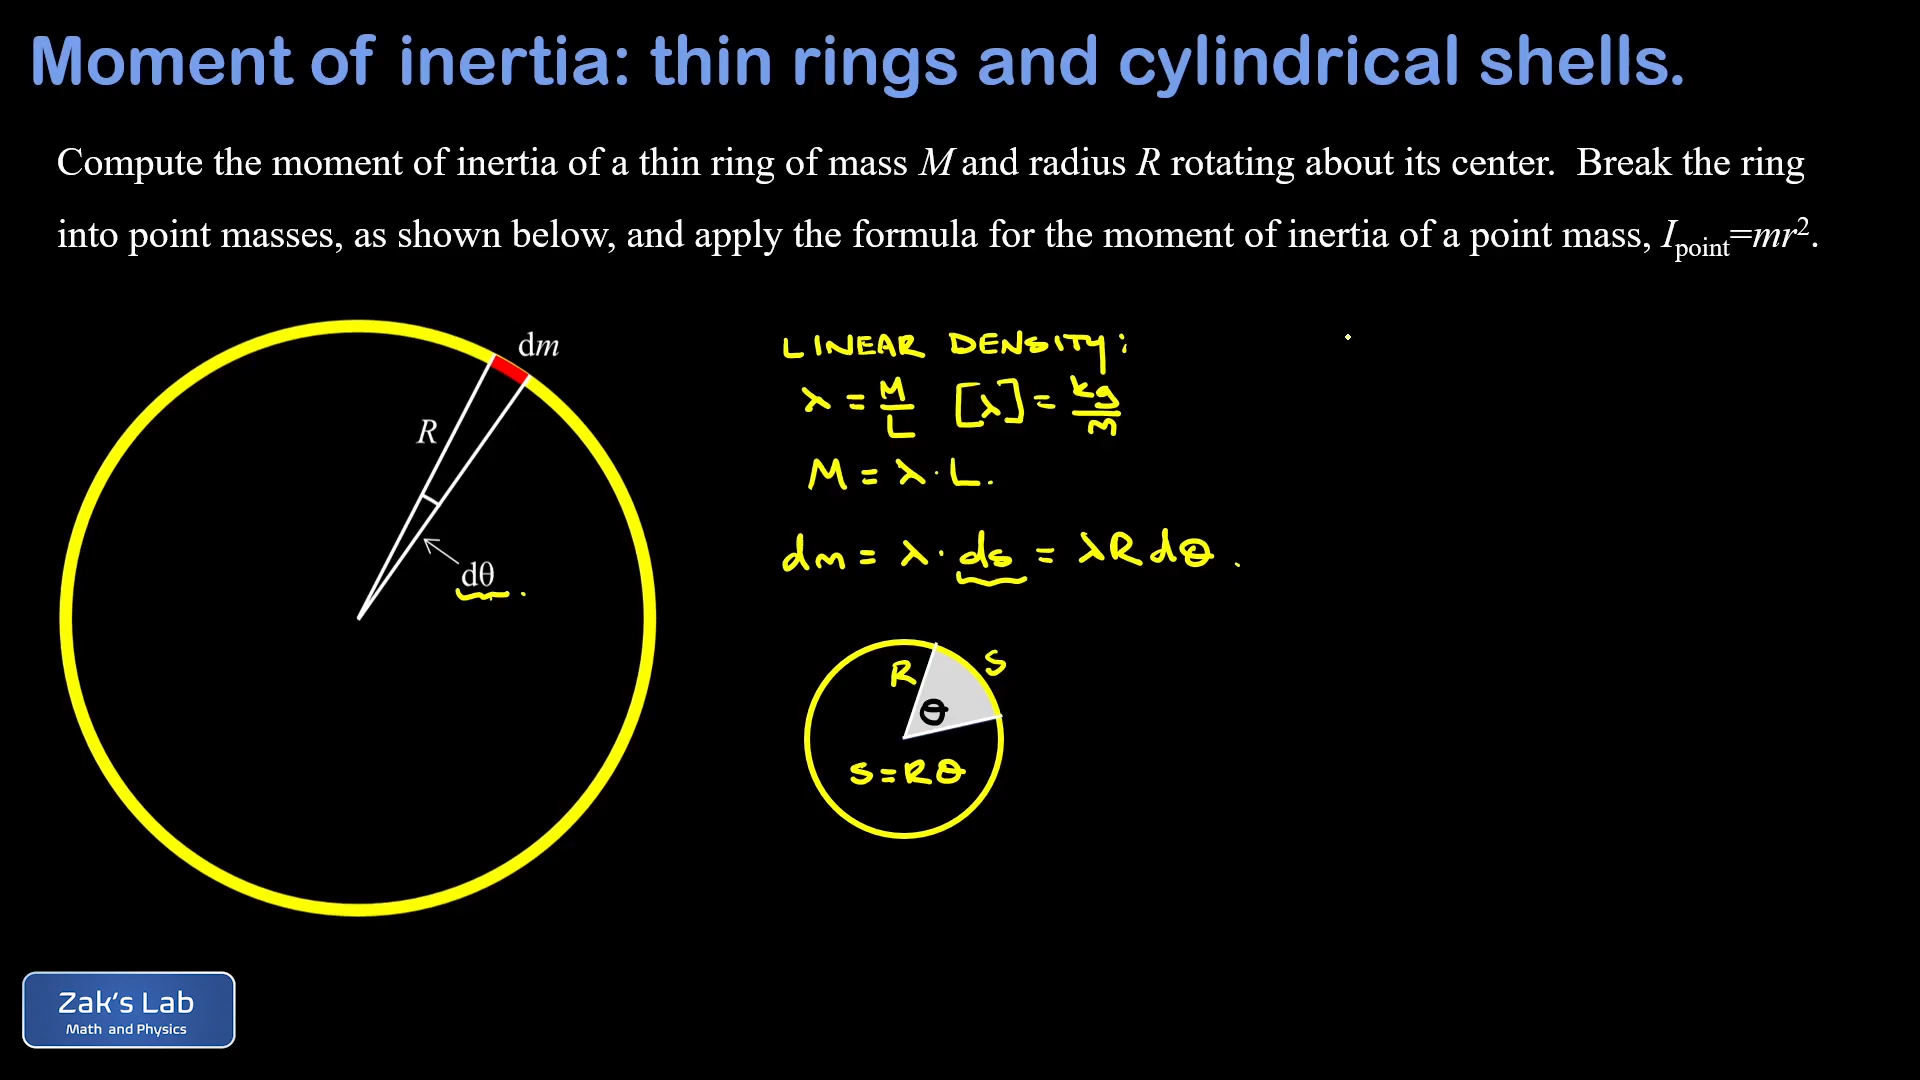 Moment of inertia: thin rings and cylindrical shells.
Compute the moment of inertia of a thin ring of mass M and radius R rotating about its center.  Break the ring
into point masses, as shown below, and apply the formula for the moment of inertia of a point mass, I_point=mr².
dm
R
dθ
LINEAR DENSITY:
λ = M/L [λ] = kg/m
M = λ · L.
dm = λ · ds = λR dθ.
R
S
θ
S = Rθ
Zak's Lab
Math and Physics